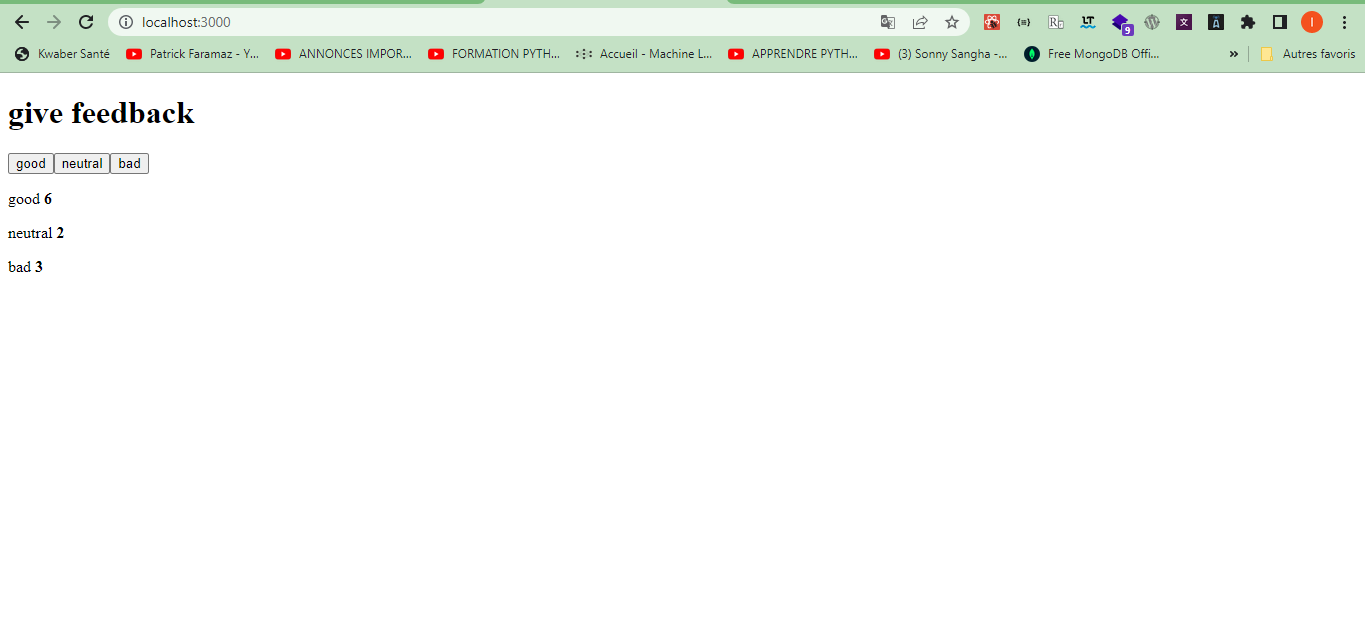 localhost:3000
9
I
Kwaber Santé Patrick Faramaz - Y... ANNONCES IMPOR... FORMATION PYTH... Accueil - Machine L... APPRENDRE PYTH... (3) Sonny Sangha -... Free MongoDB Offi... » Autres favoris
give feedback
good neutral bad
good 6
neutral 2
bad 3